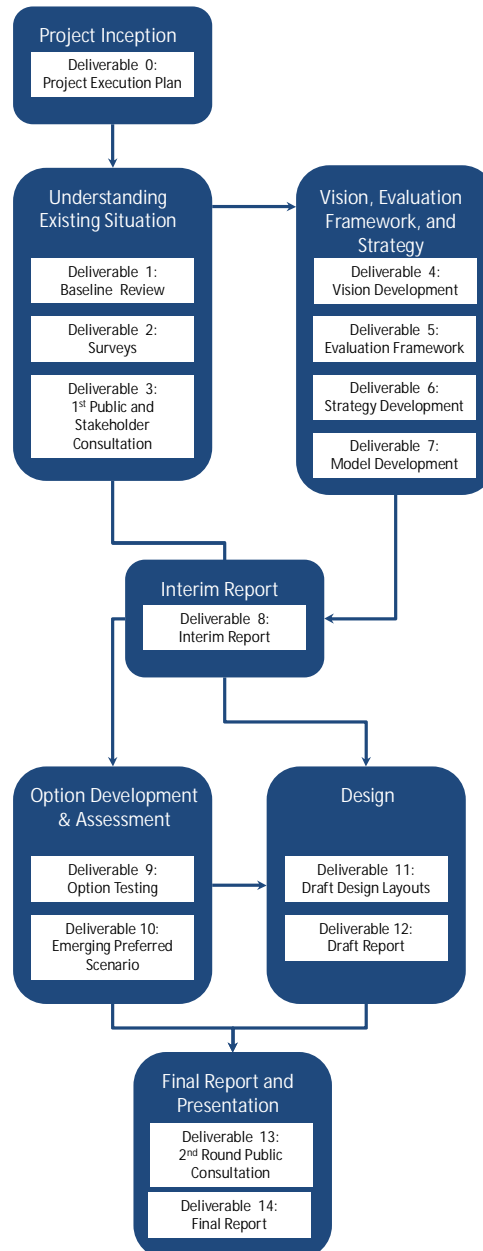 Project Inception
Deliverable 0:
Project Execution Plan
Understanding
Existing Situation
Deliverable 1:
Baseline Review
Deliverable 2:
Surveys
Deliverable 3:
1st Public and
Stakeholder
Consultation
Vision, Evaluation
Framework, and
Strategy
Deliverable 4:
Vision Development
Deliverable 5:
Evaluation Framework
Deliverable 6:
Strategy Development
Deliverable 7:
Model Development
Interim Report
Deliverable 8:
Interim Report
Option Development
& Assessment
Deliverable 9:
Option Testing
Deliverable 10:
Emerging Preferred
Scenario
Design
Deliverable 11:
Draft Design Layouts
Deliverable 12:
Draft Report
Final Report and
Presentation
Deliverable 13:
2nd Round Public
Consultation
Deliverable 14:
Final Report